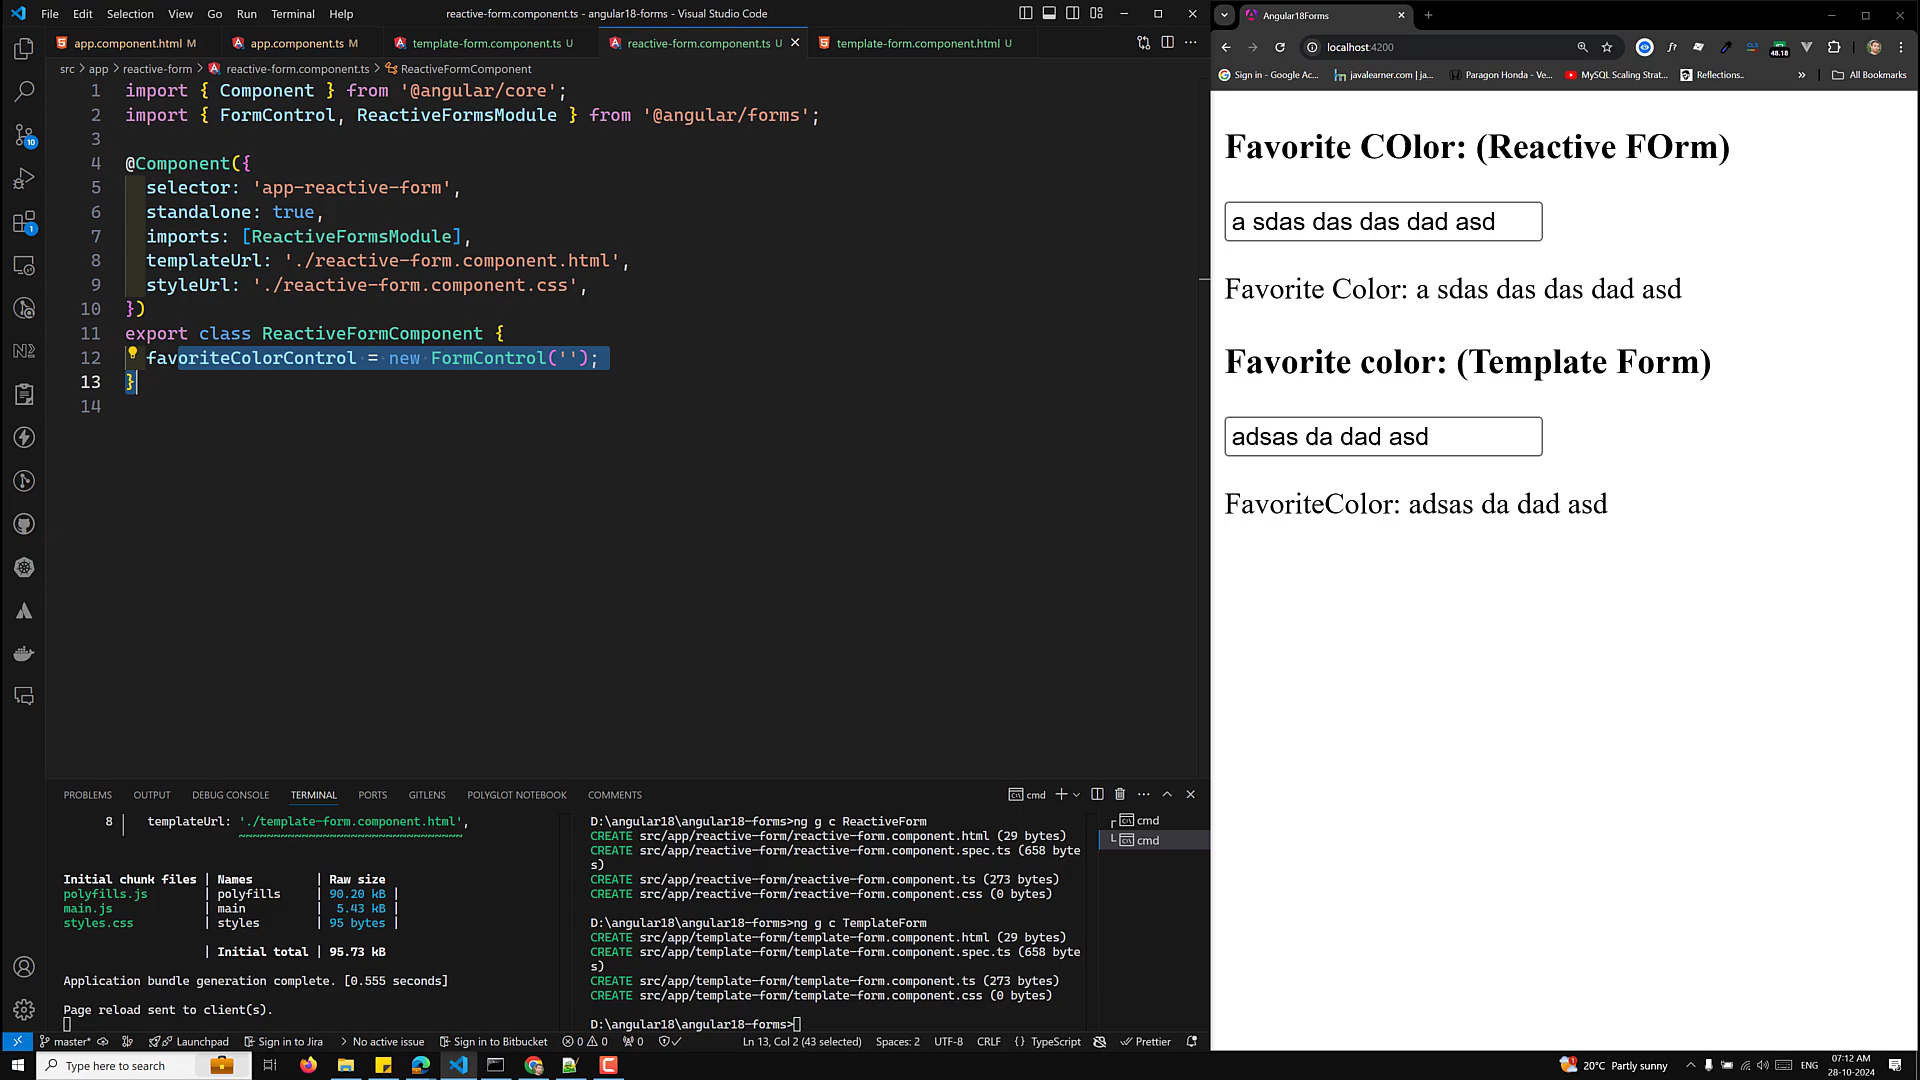 File Edit Selection View Go Run Terminal Help
reactive-form.component.ts - angular18-forms - Visual Studio Code
app.component.html M
app.component.ts M
template-form.component.ts U
reactive-form.component.ts U
template-form.component.html U
src > app > reactive-form > reactive-form.component.ts > ReactiveFormComponent
1 import { Component } from '@angular/core';
2 import { FormControl, ReactiveFormsModule } from '@angular/forms';
3
4 @Component({
5 selector: 'app-reactive-form',
6 standalone: true,
7 imports: [ReactiveFormsModule],
8 templateUrl: './reactive-form.component.html',
9 styleUrl: './reactive-form.component.css',
10 })
11 export class ReactiveFormComponent {
12 favoriteColorControl = new FormControl('');
13 }
14
10
1
PROBLEMS OUTPUT DEBUG CONSOLE TERMINAL PORTS GITLENS POLYGLOT NOTEBOOK COMMENTS
cmd
8 | templateUrl: './template-form.component.html',
~~~~~~~~~~~~~~~~~~~~~~~~~~~~~~~~
Initial chunk files | Names | Raw size
polyfills.js | polyfills | 90.20 kB |
main.js | main | 5.43 kB |
styles.css | styles | 95 bytes |
| Initial total | 95.73 kB
Application bundle generation complete. [0.555 seconds]
Page reload sent to client(s).
D:\angular18\angular18-forms>ng g c ReactiveForm
CREATE src/app/reactive-form/reactive-form.component.html (29 bytes)
CREATE src/app/reactive-form/reactive-form.component.spec.ts (658 byte
s)
CREATE src/app/reactive-form/reactive-form.component.ts (273 bytes)
CREATE src/app/reactive-form/reactive-form.component.css (0 bytes)
D:\angular18\angular18-forms>ng g c TemplateForm
CREATE src/app/template-form/template-form.component.html (29 bytes)
CREATE src/app/template-form/template-form.component.spec.ts (658 byte
s)
CREATE src/app/template-form/template-form.component.ts (273 bytes)
CREATE src/app/template-form/template-form.component.css (0 bytes)
D:\angular18\angular18-forms>
cmd
cmd
master* Launchpad Sign in to Jira No active issue Sign in to Bitbucket 0 0 0 Ln 13, Col 2 (43 selected) Spaces: 2 UTF-8 CRLF {} TypeScript Prettier
Angular18Forms
localhost:4200
48.18
Sign in - Google Ac... javalearner.com | ja... Paragon Honda - Ve... MySQL Scaling Strat... Reflections.. » All Bookmarks
Favorite COlor: (Reactive FOrm)
a sdas das das dad asd
Favorite Color: a sdas das das dad asd
Favorite color: (Template Form)
adsas da dad asd
FavoriteColor: adsas da dad asd
Type here to search
20°C Partly sunny
ENG
07:12 AM
28-10-2024